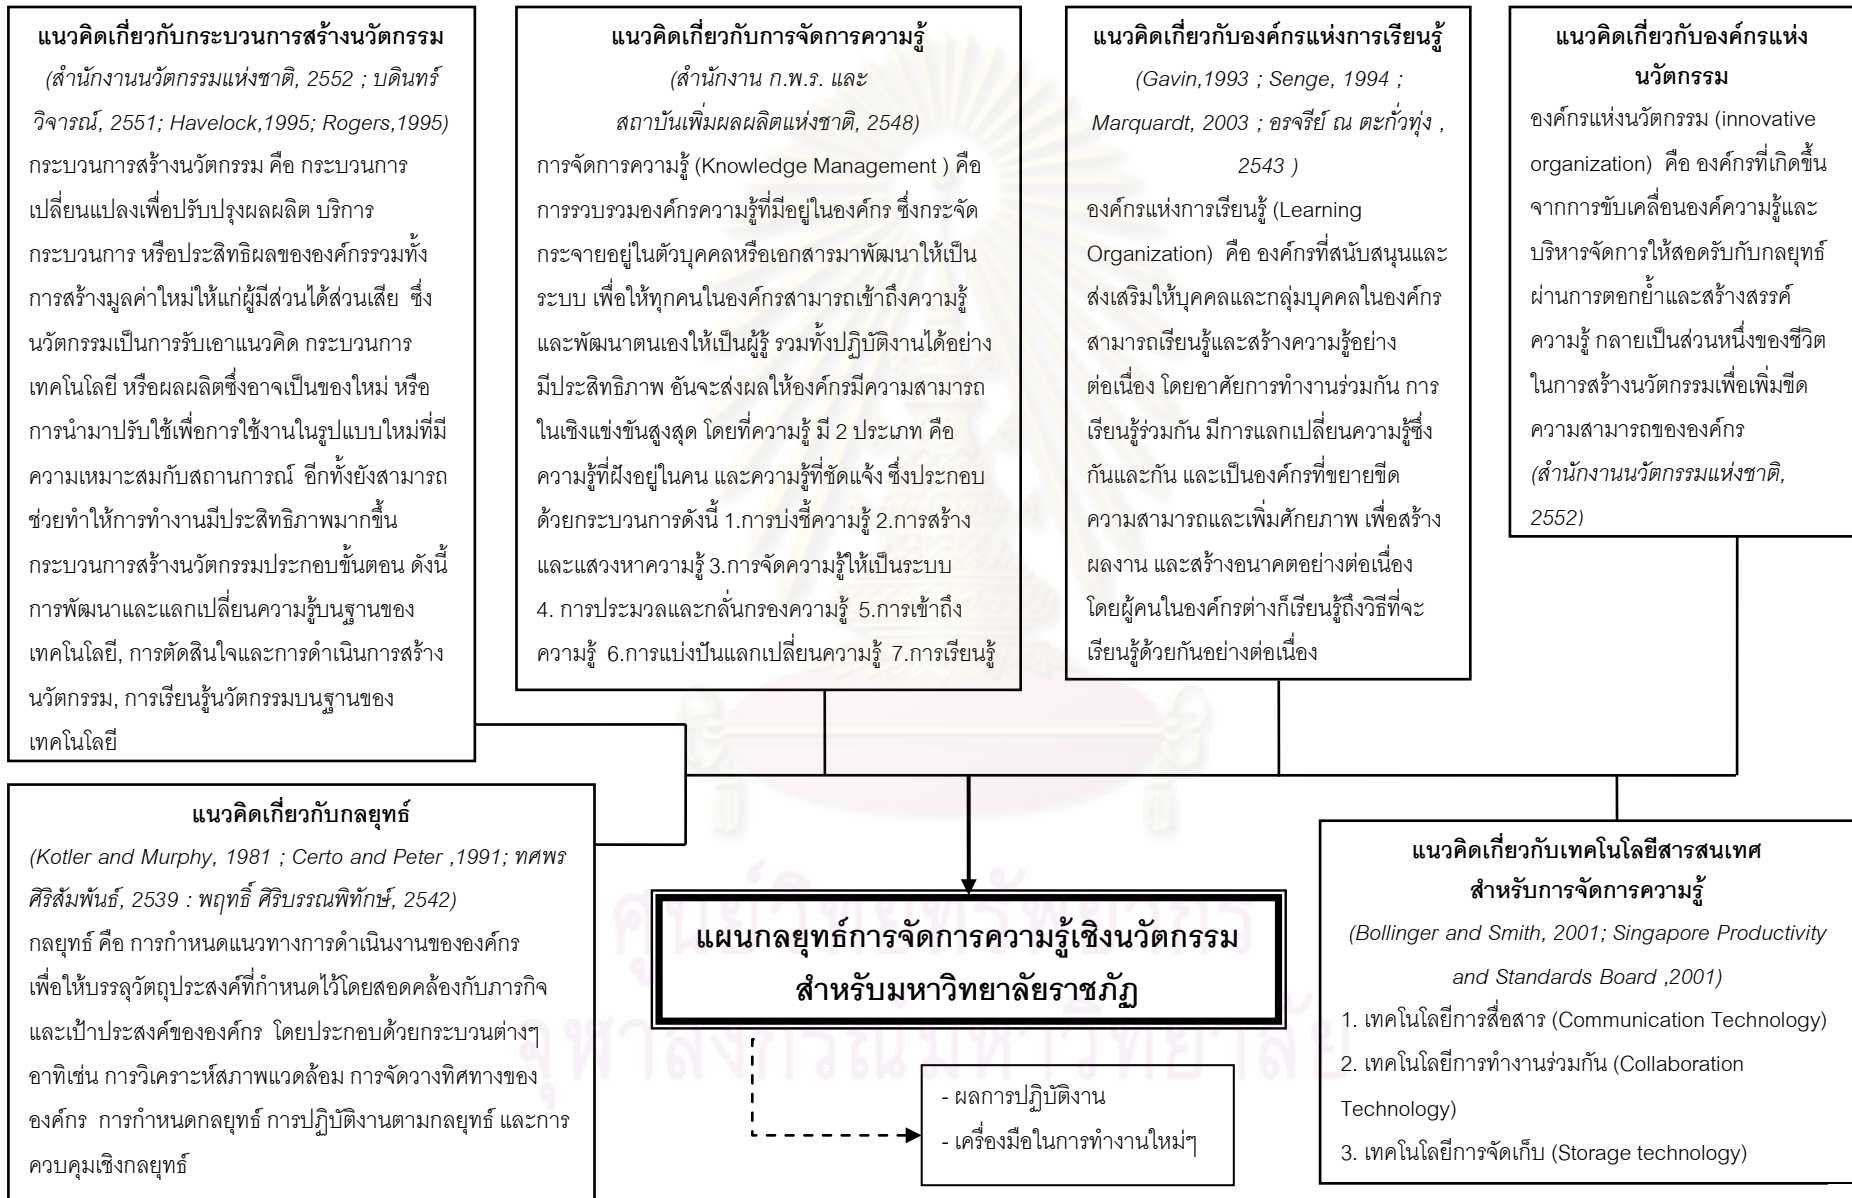 แนวคิดเกี่ยวกับกระบวนการสร้างนวัตกรรม
(สำนักงานนวัตกรรมแห่งชาติ, 2552 ; บดินทร์
วิจารณ์, 2551; Havelock,1995; Rogers,1995)
กระบวนการสร้างนวัตกรรม คือ กระบวนการ
เปลี่ยนแปลงเพื่อปรับปรุงผลผลิต บริการ
กระบวนการ หรือประสิทธิผลขององค์กรรวมทั้ง
การสร้างมูลค่าใหม่ให้แก่ผู้มีส่วนได้ส่วนเสีย ซึ่ง
นวัตกรรมเป็นการรับเอาแนวคิด กระบวนการ
เทคโนโลยี หรือผลผลิตซึ่งอาจเป็นของใหม่ หรือ
การนำมาปรับใช้เพื่อการใช้งานในรูปแบบใหม่ที่มี
ความเหมาะสมกับสถานการณ์ อีกทั้งยังสามารถ
ช่วยทำให้การทำงานมีประสิทธิภาพมากขึ้น
กระบวนการสร้างนวัตกรรมประกอบขั้นตอน ดังนี้
การพัฒนาและแลกเปลี่ยนความรู้บนฐานของ
เทคโนโลยี, การตัดสินใจและการดำเนินการสร้าง
นวัตกรรม, การเรียนรู้นวัตกรรมบนฐานของ
เทคโนโลยี
แนวคิดเกี่ยวกับการจัดการความรู้
(สำนักงาน ก.พ.ร. และ
สถาบันเพิ่มผลผลิตแห่งชาติ, 2548)
การจัดการความรู้ (Knowledge Management ) คือ
การรวบรวมองค์กรความรู้ที่มีอยู่ในองค์กร ซึ่งกระจัด
กระจายอยู่ในตัวบุคคลหรือเอกสารมาพัฒนาให้เป็น
ระบบ เพื่อให้ทุกคนในองค์กรสามารถเข้าถึงความรู้
และพัฒนาตนเองให้เป็นผู้รู้ รวมทั้งปฏิบัติงานได้อย่าง
มีประสิทธิภาพ อันจะส่งผลให้องค์กรมีความสามารถ
ในเชิงแข่งขันสูงสุด โดยที่ความรู้ มี 2 ประเภท คือ
ความรู้ที่ฝังอยู่ในคน และความรู้ที่ชัดแจ้ง ซึ่งประกอบ
ด้วยกระบวนการดังนี้ 1.การบ่งชี้ความรู้ 2.การสร้าง
และแสวงหาความรู้ 3.การจัดความรู้ให้เป็นระบบ
4. การประมวลและกลั่นกรองความรู้ 5.การเข้าถึง
ความรู้ 6.การแบ่งปันแลกเปลี่ยนความรู้ 7.การเรียนรู้
แนวคิดเกี่ยวกับองค์กรแห่งการเรียนรู้
(Gavin,1993 ; Senge, 1994 ;
Marquardt, 2003 ; อรจรีย์ ณ ตะกั่วทุ่ง ,
2543 )
องค์กรแห่งการเรียนรู้ (Learning
Organization) คือ องค์กรที่สนับสนุนและ
ส่งเสริมให้บุคคลและกลุ่มบุคคลในองค์กร
สามารถเรียนรู้และสร้างความรู้อย่าง
ต่อเนื่อง โดยอาศัยการทำงานร่วมกัน การ
เรียนรู้ร่วมกัน มีการแลกเปลี่ยนความรู้ซึ่ง
กันและกัน และเป็นองค์กรที่ขยายขีด
ความสามารถและเพิ่มศักยภาพ เพื่อสร้าง
ผลงาน และสร้างอนาคตอย่างต่อเนื่อง
โดยผู้คนในองค์กรต่างก็เรียนรู้ถึงวิธีที่จะ
เรียนรู้ด้วยกันอย่างต่อเนื่อง
แนวคิดเกี่ยวกับองค์กรแห่ง
นวัตกรรม
องค์กรแห่งนวัตกรรม (innovative
organization) คือ องค์กรที่เกิดขึ้น
จากการขับเคลื่อนองค์ความรู้และ
บริหารจัดการให้สอดรับกับกลยุทธ์
ผ่านการตอกย้ำและสร้างสรรค์
ความรู้ กลายเป็นส่วนหนึ่งของชีวิต
ในการสร้างนวัตกรรมเพื่อเพิ่มขีด
ความสามารถขององค์กร
(สำนักงานนวัตกรรมแห่งชาติ,
2552)
แนวคิดเกี่ยวกับกลยุทธ์
(Kotler and Murphy, 1981 ; Certo and Peter ,1991; ทศพร
ศิริสัมพันธ์, 2539 : พฤทธิ์ ศิริบรรณพิทักษ์, 2542)
กลยุทธ์ คือ การกำหนดแนวทางการดำเนินงานขององค์กร
เพื่อให้บรรลุวัตถุประสงค์ที่กำหนดไว้โดยสอดคล้องกับภารกิจ
และเป้าประสงค์ขององค์กร โดยประกอบด้วยกระบวนต่างๆ
อาทิเช่น การวิเคราะห์สภาพแวดล้อม การจัดวางทิศทางของ
องค์กร การกำหนดกลยุทธ์ การปฏิบัติงานตามกลยุทธ์ และการ
ควบคุมเชิงกลยุทธ์
แผนกลยุทธ์การจัดการความรู้เชิงนวัตกรรม
สำหรับมหาวิทยาลัยราชภัฏ
- ผลการปฏิบัติงาน
- เครื่องมือในการทำงานใหม่ๆ
แนวคิดเกี่ยวกับเทคโนโลยีสารสนเทศ
สำหรับการจัดการความรู้
(Bollinger and Smith, 2001; Singapore Productivity
and Standards Board ,2001)
1. เทคโนโลยีการสื่อสาร (Communication Technology)
2. เทคโนโลยีการทำงานร่วมกัน (Collaboration
Technology)
3. เทคโนโลยีการจัดเก็บ (Storage technology)
ศูนย์วิทยทรัพยากร
จุฬาลงกรณ์มหาวิทยาลัย